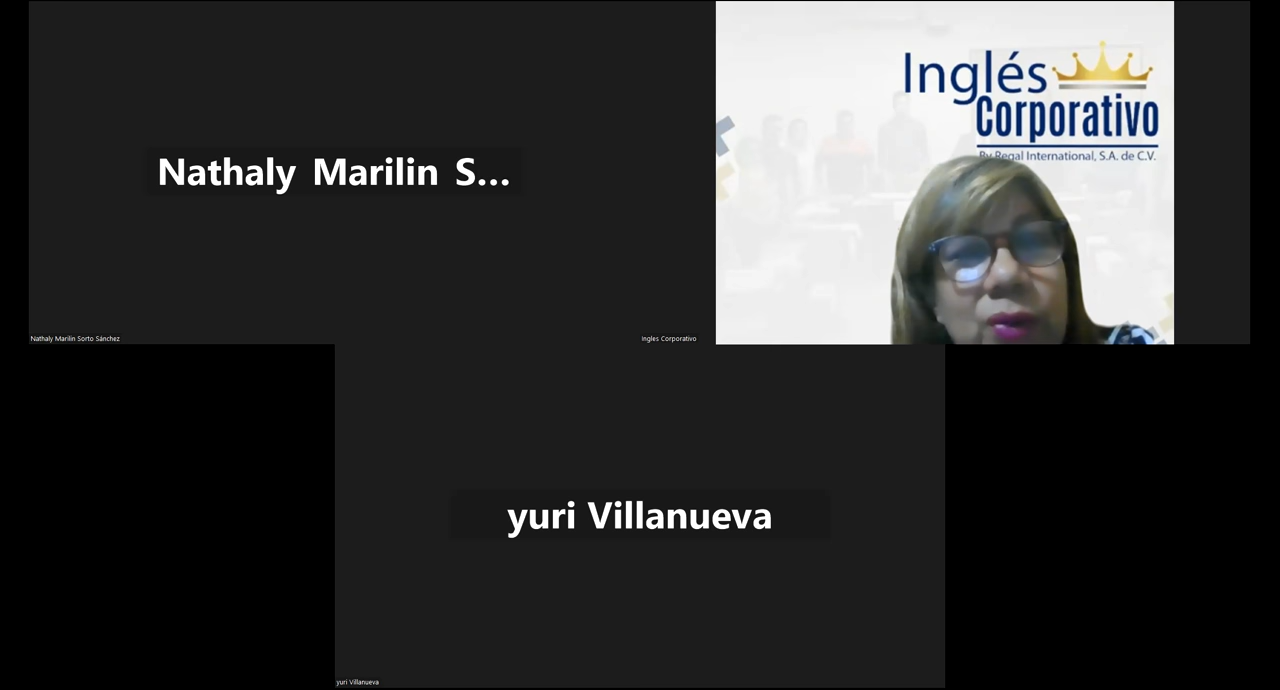 Nathaly Marilin S...
Nathaly Marilin Sorto Sánchez
Inglés
Corporativo
By Regal International, S.A. de C.V.
Ingles Corporativo
yuri Villanueva
yuri Villanueva